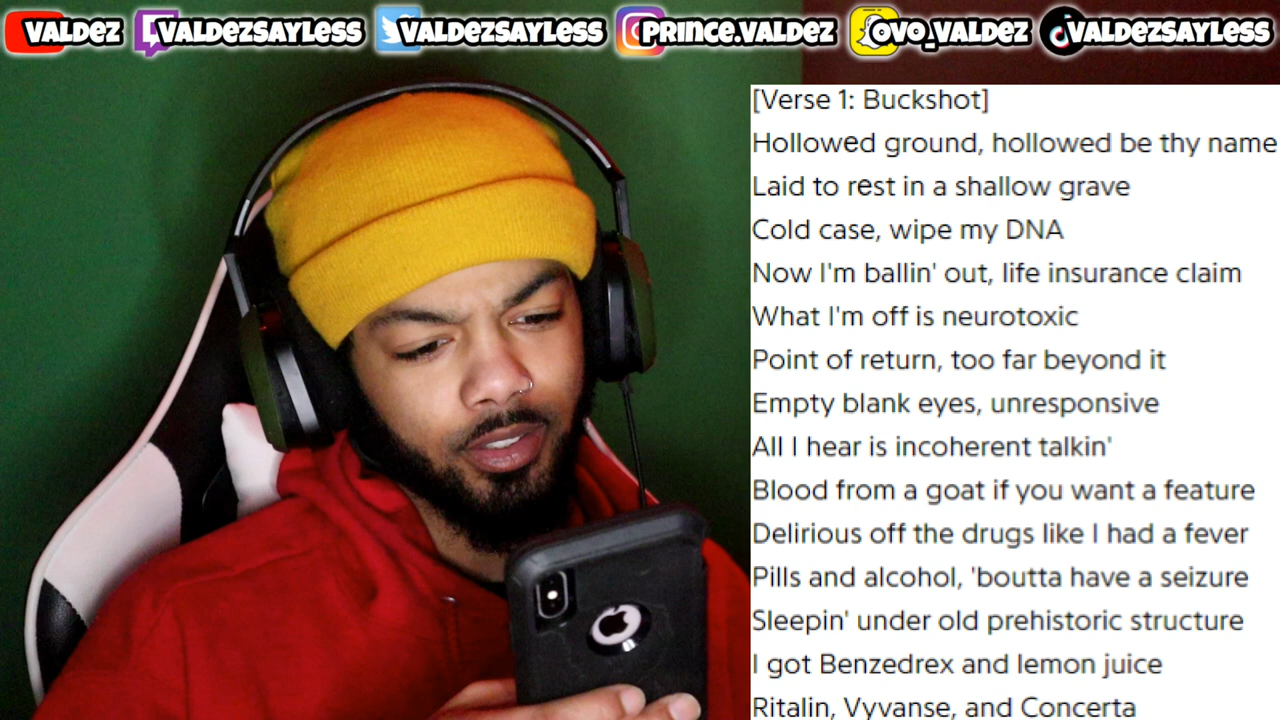 VALDEZ VALDEZSAYLESS VALDEZSAYLESS PRINCE.VALDEZ OVO_VALDEZ VALDEZSAYLESS
[Verse 1: Buckshot]
Hollowed ground, hollowed be thy name
Laid to rest in a shallow grave
Cold case, wipe my DNA
Now I'm ballin' out, life insurance claim
What I'm off is neurotoxic
Point of return, too far beyond it
Empty blank eyes, unresponsive
All I hear is incoherent talkin'
Blood from a goat if you want a feature
Delirious off the drugs like I had a fever
Pills and alcohol, 'boutta have a seizure
Sleepin' under old prehistoric structure
I got Benzedrex and lemon juice
Ritalin, Vyvanse, and Concerta